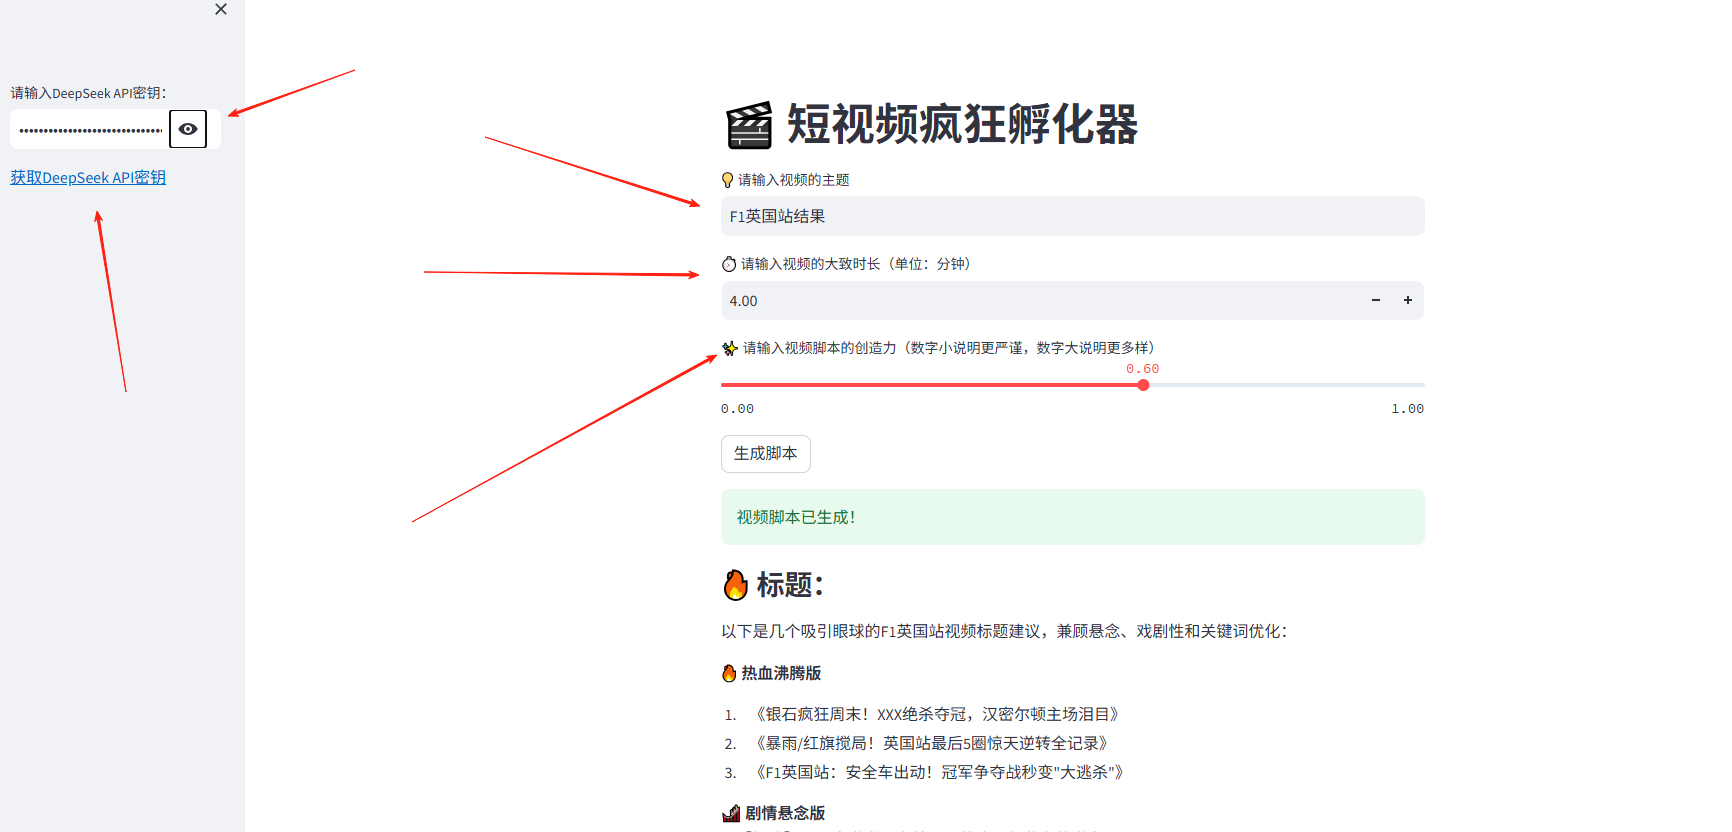 请输入DeepSeek API密钥：
获取DeepSeek API密钥
短视频疯狂孵化器
请输入视频的主题
F1英国站结果
请输入视频的大致时长（单位：分钟）
4.00
请输入视频脚本的创造力（数字小说明更严谨，数字大说明更多样）
0.60
0.00 1.00
生成脚本
视频脚本已生成！
标题：
以下是几个吸引眼球的F1英国站视频标题建议，兼顾悬念、戏剧性和关键词优化：
热血沸腾版
1. 《银石疯狂周末！XXX绝杀夺冠，汉密尔顿主场泪目》
2. 《暴雨/红旗搅局！英国站最后5圈惊天逆转全记录》
3. 《F1英国站：安全车出动！冠军争夺战秒变"大逃杀"》
剧情悬念版